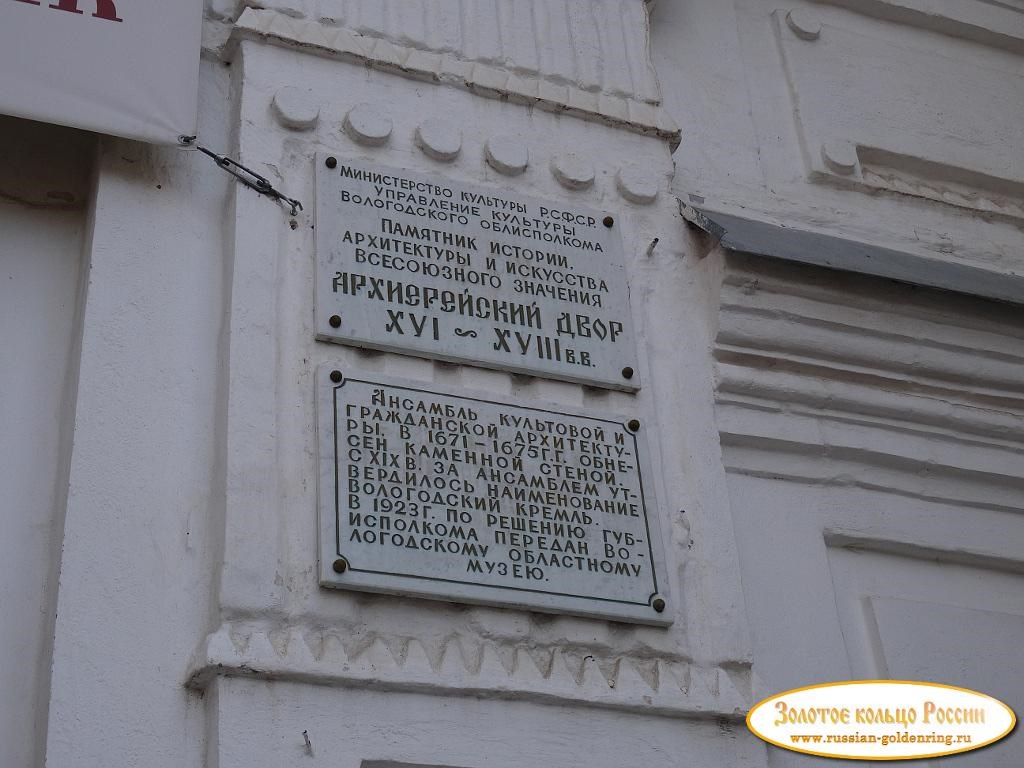 МИНИСТЕРСТВО КУЛЬТУРЫ Р.С.Ф.С.Р.
УПРАВЛЕНИЕ КУЛЬТУРЫ
ВОЛОГОДСКОГО ОБЛИСПОЛКОМА
ПАМЯТНИК ИСТОРИИ,
АРХИТЕКТУРЫ И ИСКУССТВА
ВСЕСОЮЗНОГО ЗНАЧЕНИЯ
АРХИЕРЕЙСКИЙ ДВОР
XVI ~ XVIII В.В.
АНСАМБЛЬ КУЛЬТОВОЙ И
ГРАЖДАНСКОЙ АРХИТЕКТУ-
РЫ. В 1671-1675 Г.Г. ОБНЕ-
СЕН КАМЕННОЙ СТЕНОЙ.
С XIX В. ЗА АНСАМБЛЕМ УТ-
ВЕРДИЛОСЬ НАИМЕНОВАНИЕ
ВОЛОГОДСКИЙ КРЕМЛЬ.
В 1923 Г. ПО РЕШЕНИЮ ГУБ-
ИСПОЛКОМА ПЕРЕДАН ВО-
ЛОГОДСКОМУ ОБЛАСТНОМУ
МУЗЕЮ.
Золотое кольцо России
www.russian-goldenring.ru